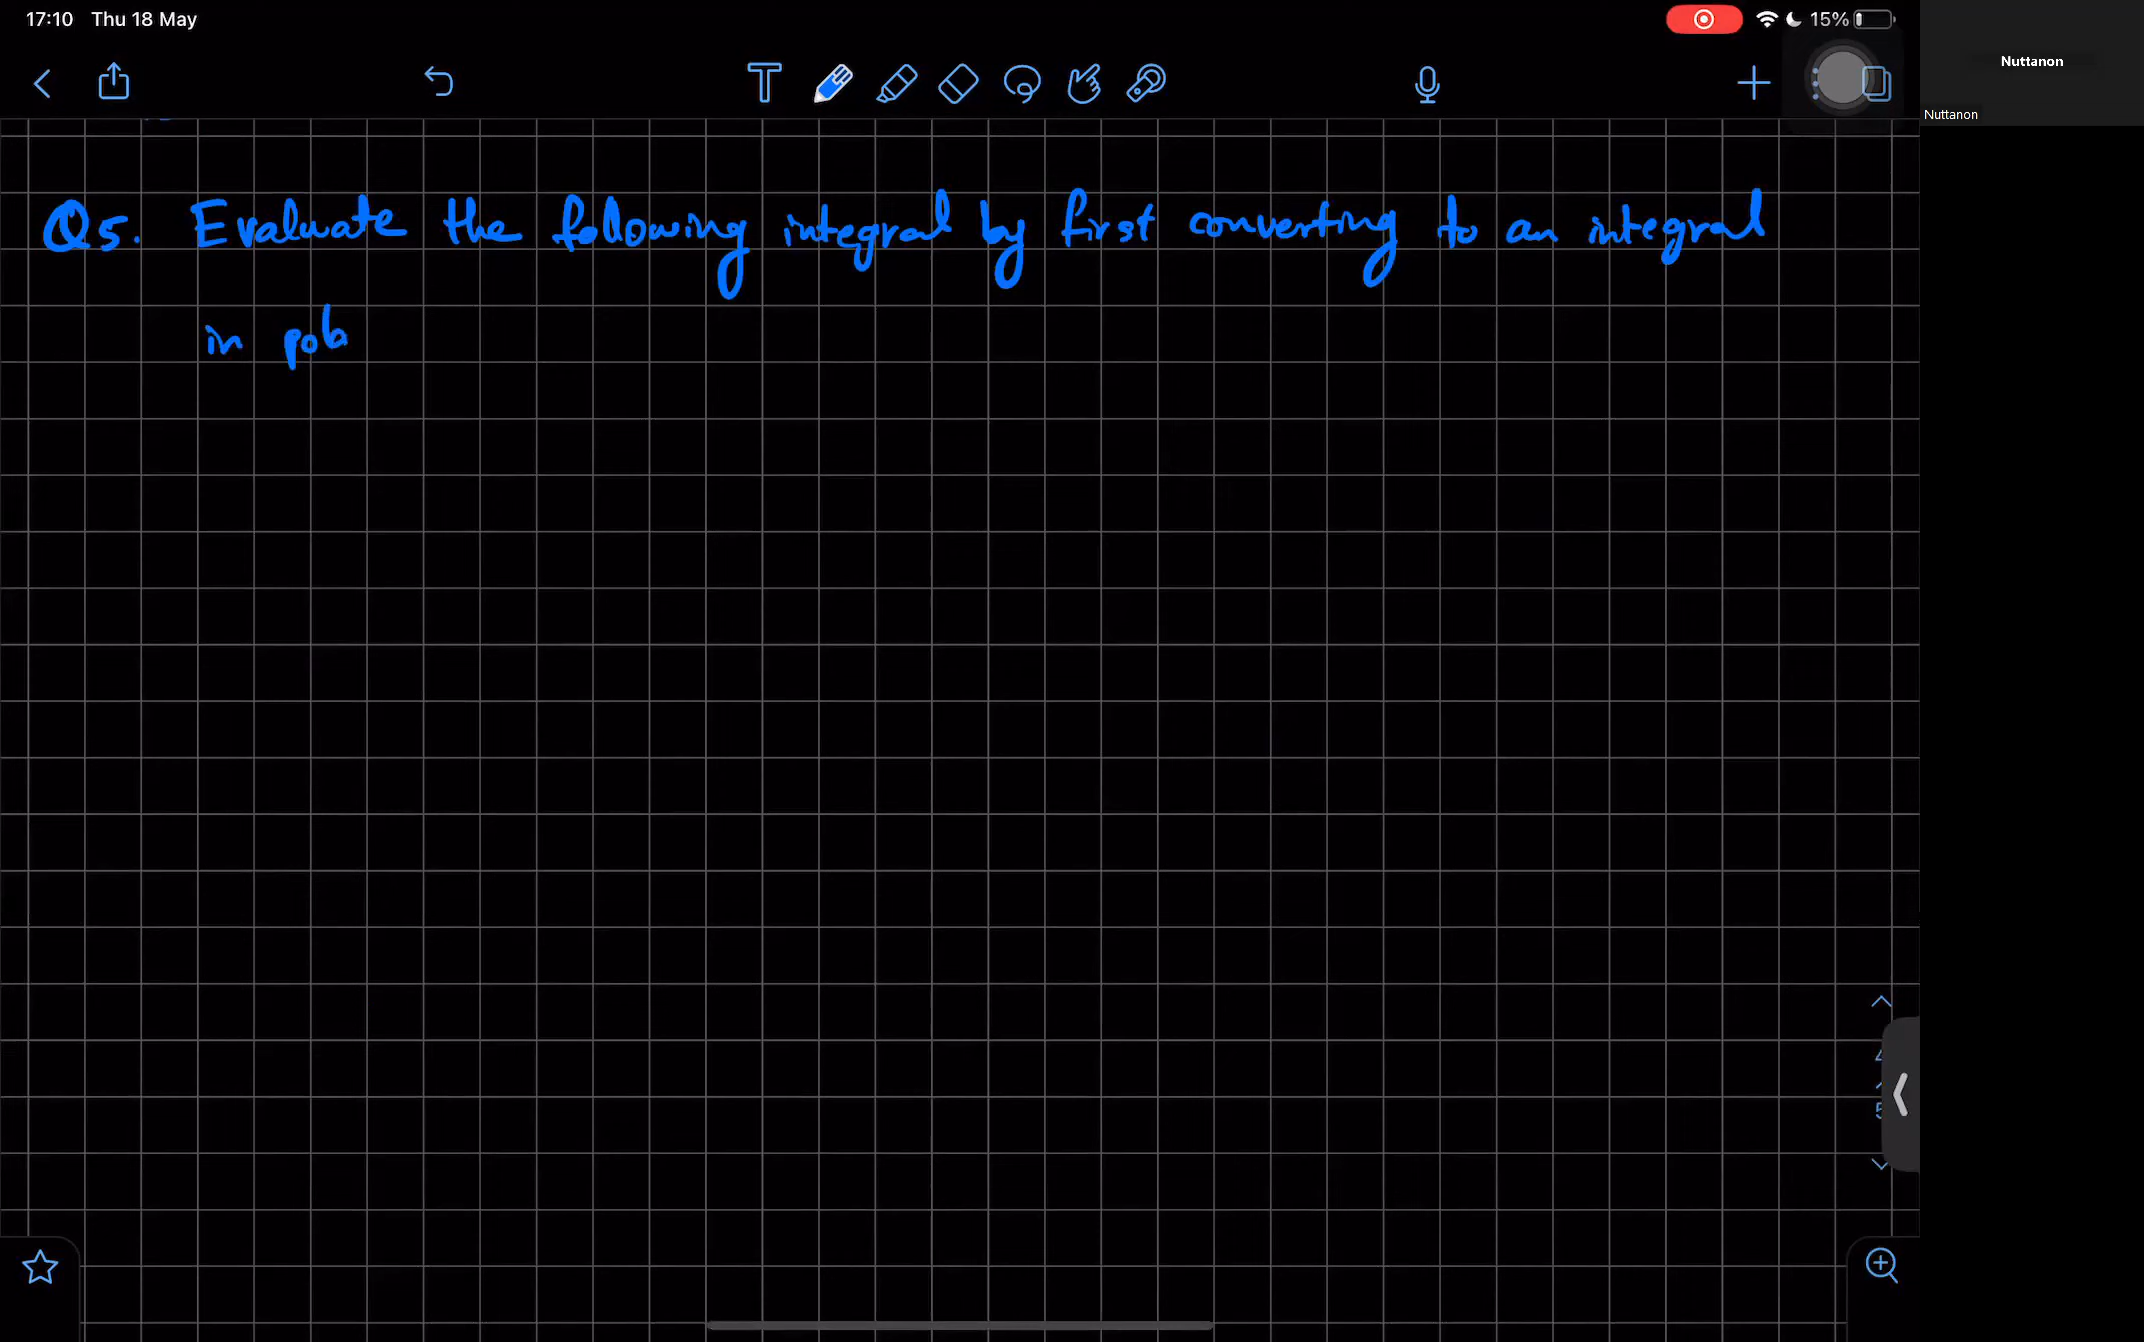 17:10 Thu 18 May
15%
Nuttanon
Nuttanon
Q5. Evaluate the following integral by first converting to an integral
in pola